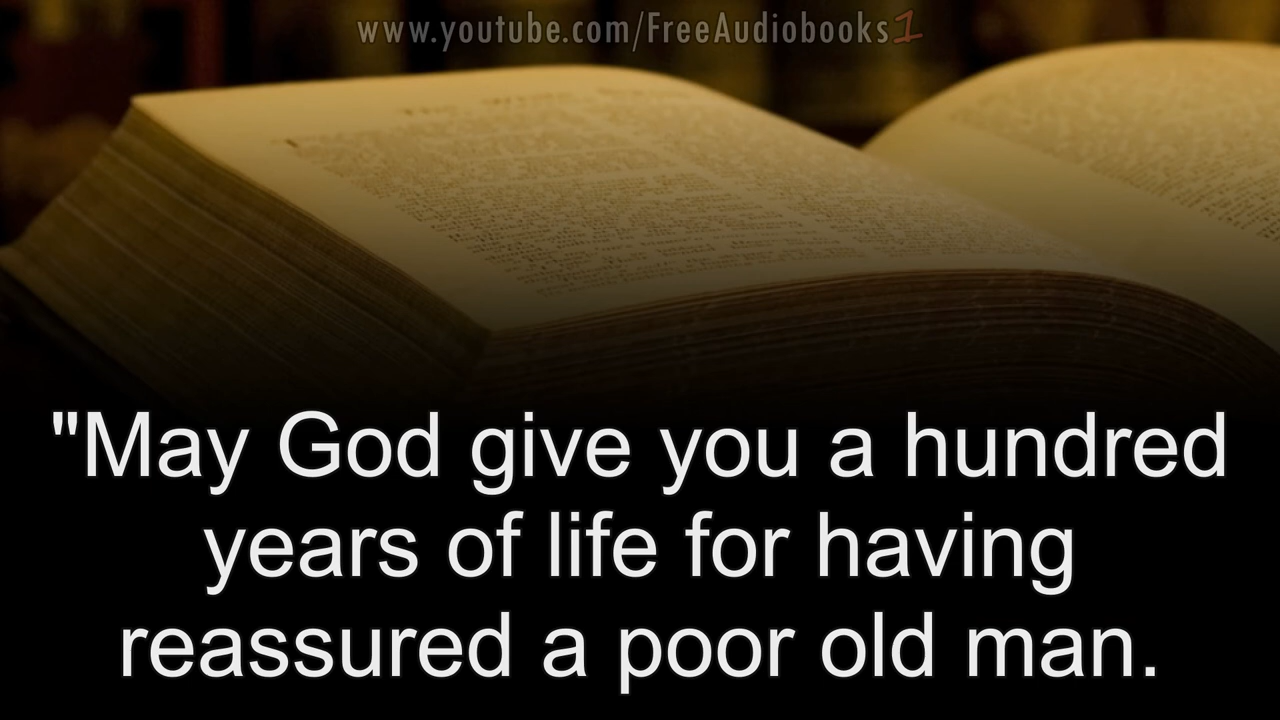 www.youtube.com/FreeAudiobooks1
"May God give you a hundred
years of life for having
reassured a poor old man.